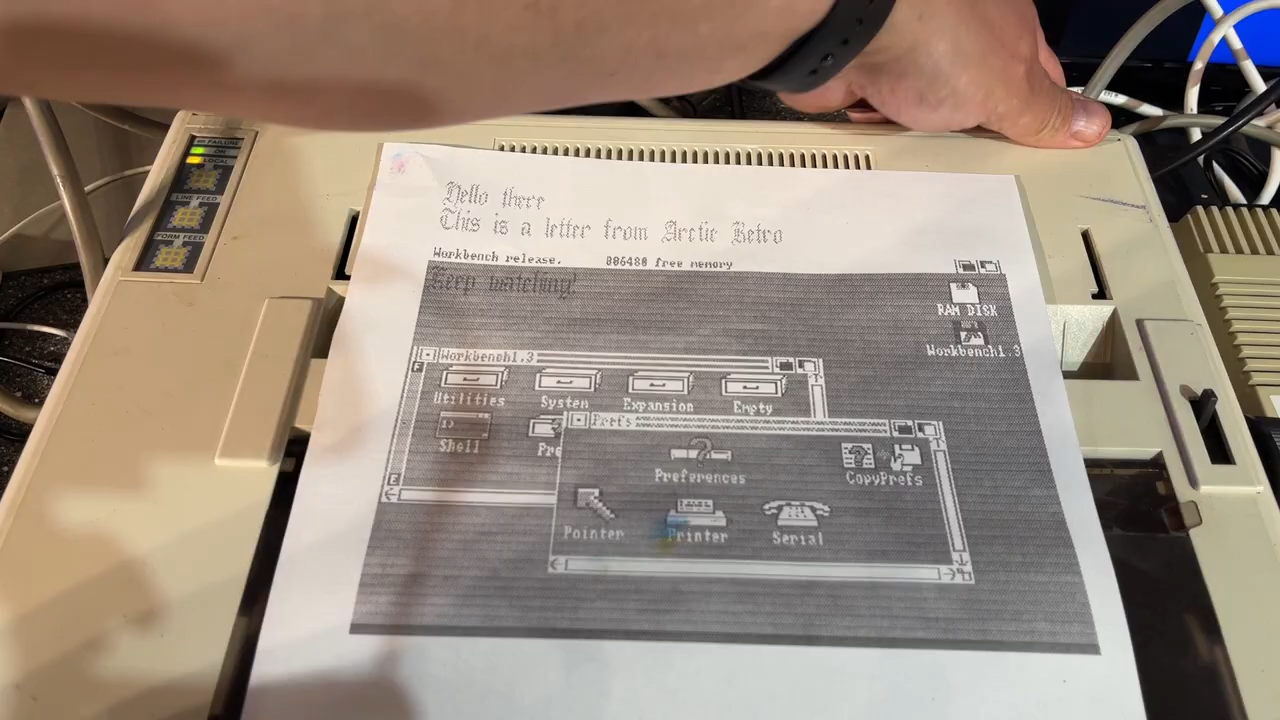 FAILURE
ON
LOCAL
LINE FEED
FORM FEED
Hello there
This is a letter from Arctic Retro
Workbench release. 806480 free memory
Keep watching!
RAM DISK
Workbench1.3
Workbench1.3
Utilities System Expansion Empty
Shell Pre
Prefs
Preferences CopyPrefs
Pointer Printer Serial